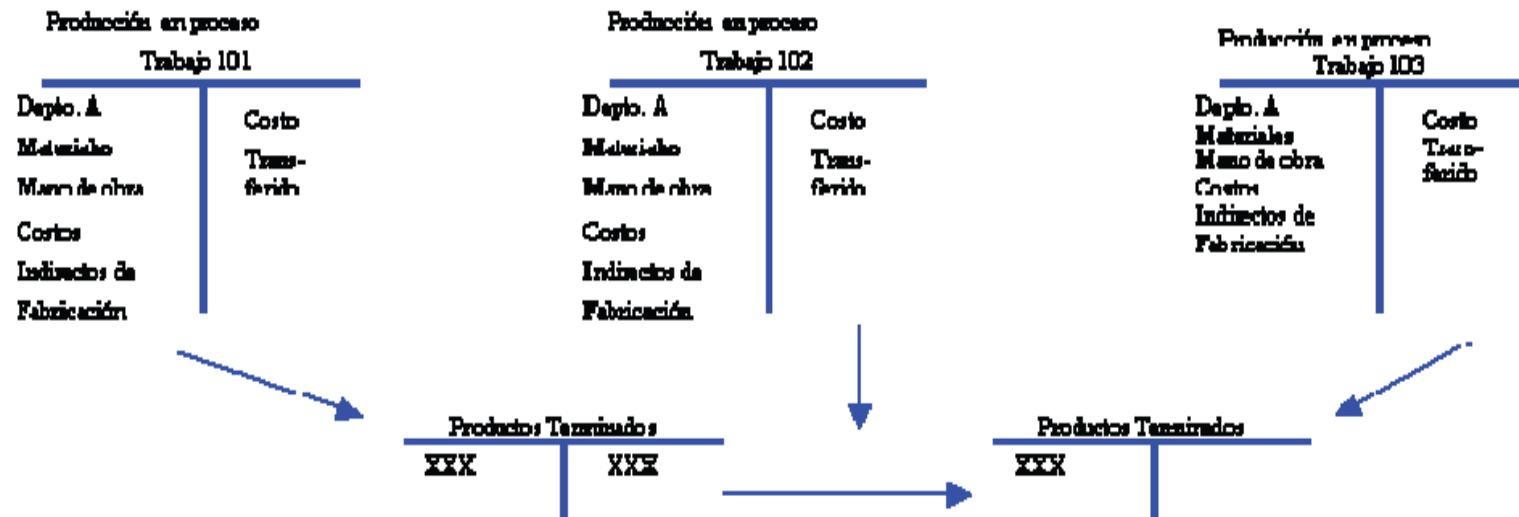 Producción en proceso
Trabajo 101
Depto. A
Materiales
Mano de obra
Costos
Indirectos de
Fabricación
Costo
Trans-
ferido
Producción en proceso
Trabajo 102
Depto. A
Materiales
Mano de obra
Costos
Indirectos de
Fabricación
Costo
Trans-
ferido
Producción en proceso
Trabajo 103
Depto. A
Materiales
Mano de obra
Costos
Indirectos de
Fabricación
Costo
Trans-
ferido
Productos Terminados
XXX
XXX
Productos Terminados
XXX